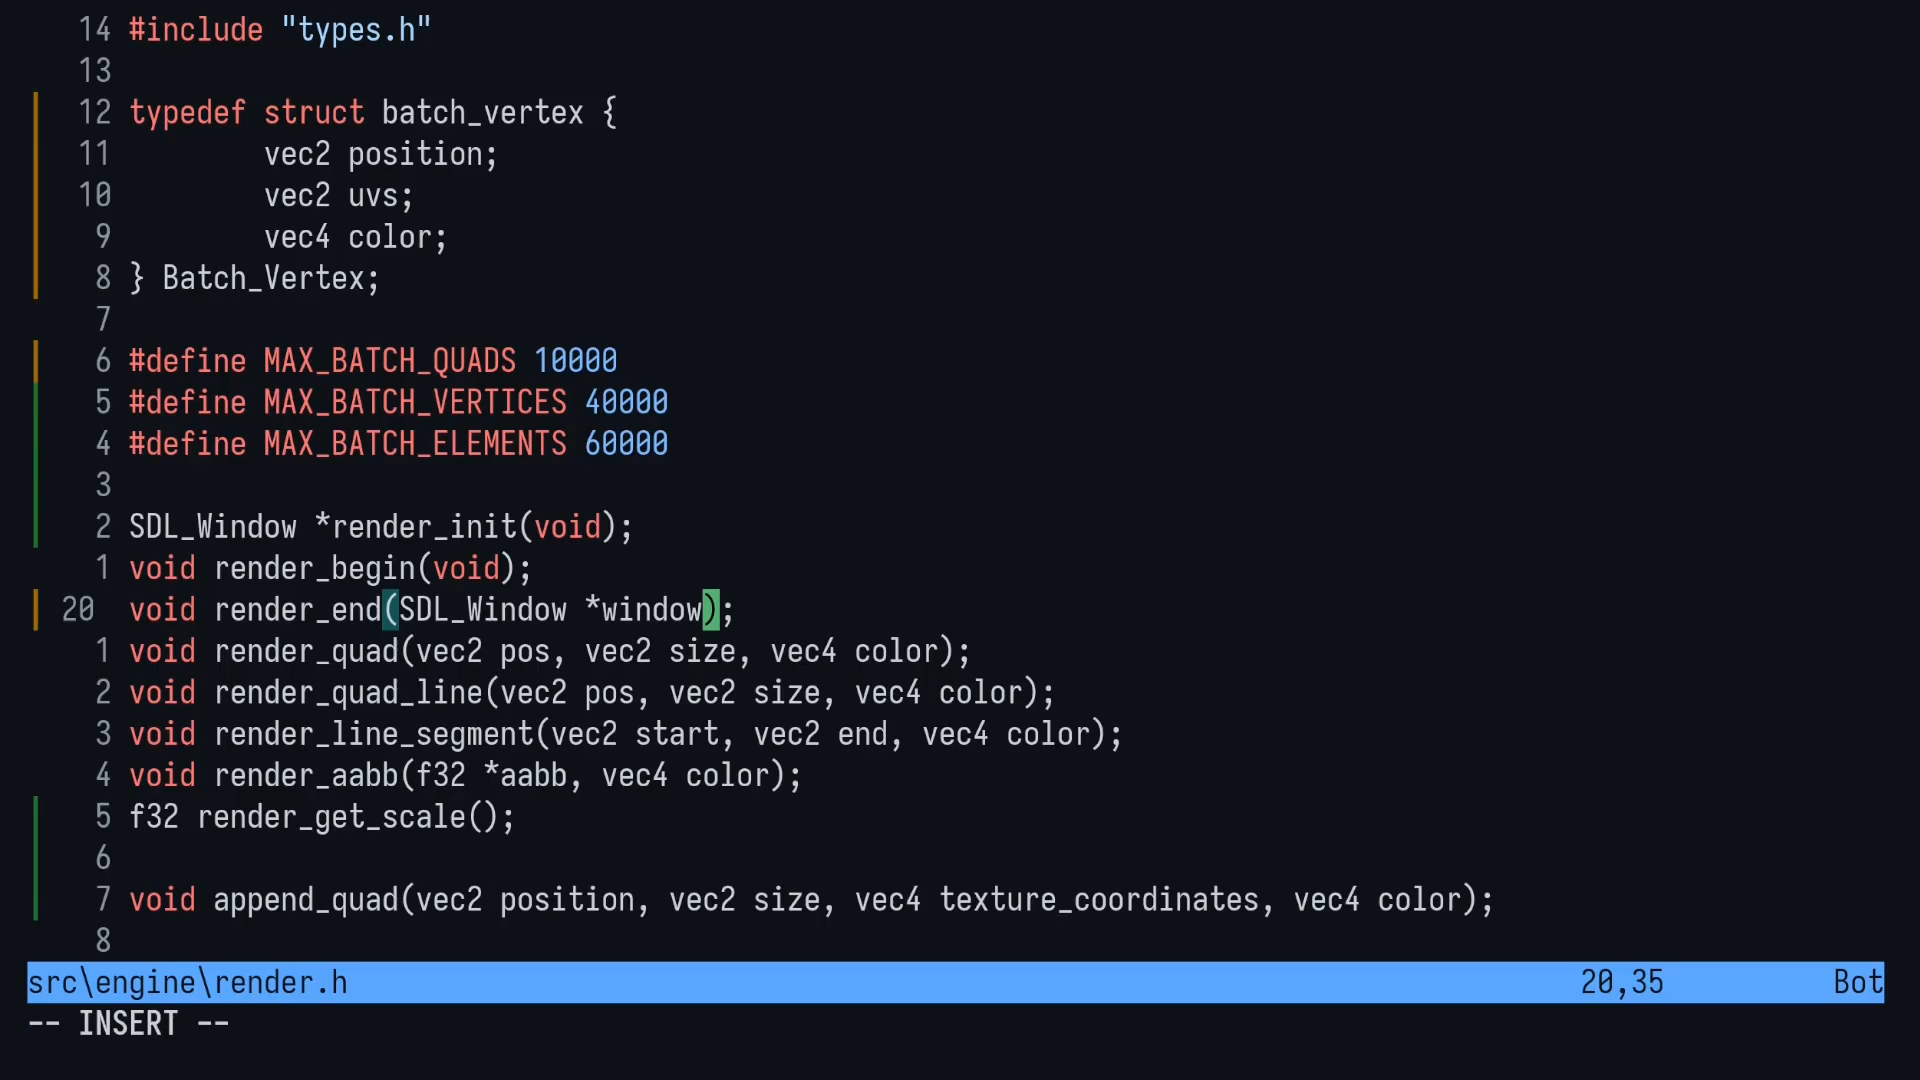 14 #include "types.h"
13
12 typedef struct batch_vertex {
11         vec2 position;
10         vec2 uvs;
9         vec4 color;
8 } Batch_Vertex;
7
6 #define MAX_BATCH_QUADS 10000
5 #define MAX_BATCH_VERTICES 40000
4 #define MAX_BATCH_ELEMENTS 60000
3
2 SDL_Window *render_init(void);
1 void render_begin(void);
20 void render_end(SDL_Window *window);
1 void render_quad(vec2 pos, vec2 size, vec4 color);
2 void render_quad_line(vec2 pos, vec2 size, vec4 color);
3 void render_line_segment(vec2 start, vec2 end, vec4 color);
4 void render_aabb(f32 *aabb, vec4 color);
5 f32 render_get_scale();
6
7 void append_quad(vec2 position, vec2 size, vec4 texture_coordinates, vec4 color);
8
src\engine\render.h 20,35 Bot
-- INSERT --